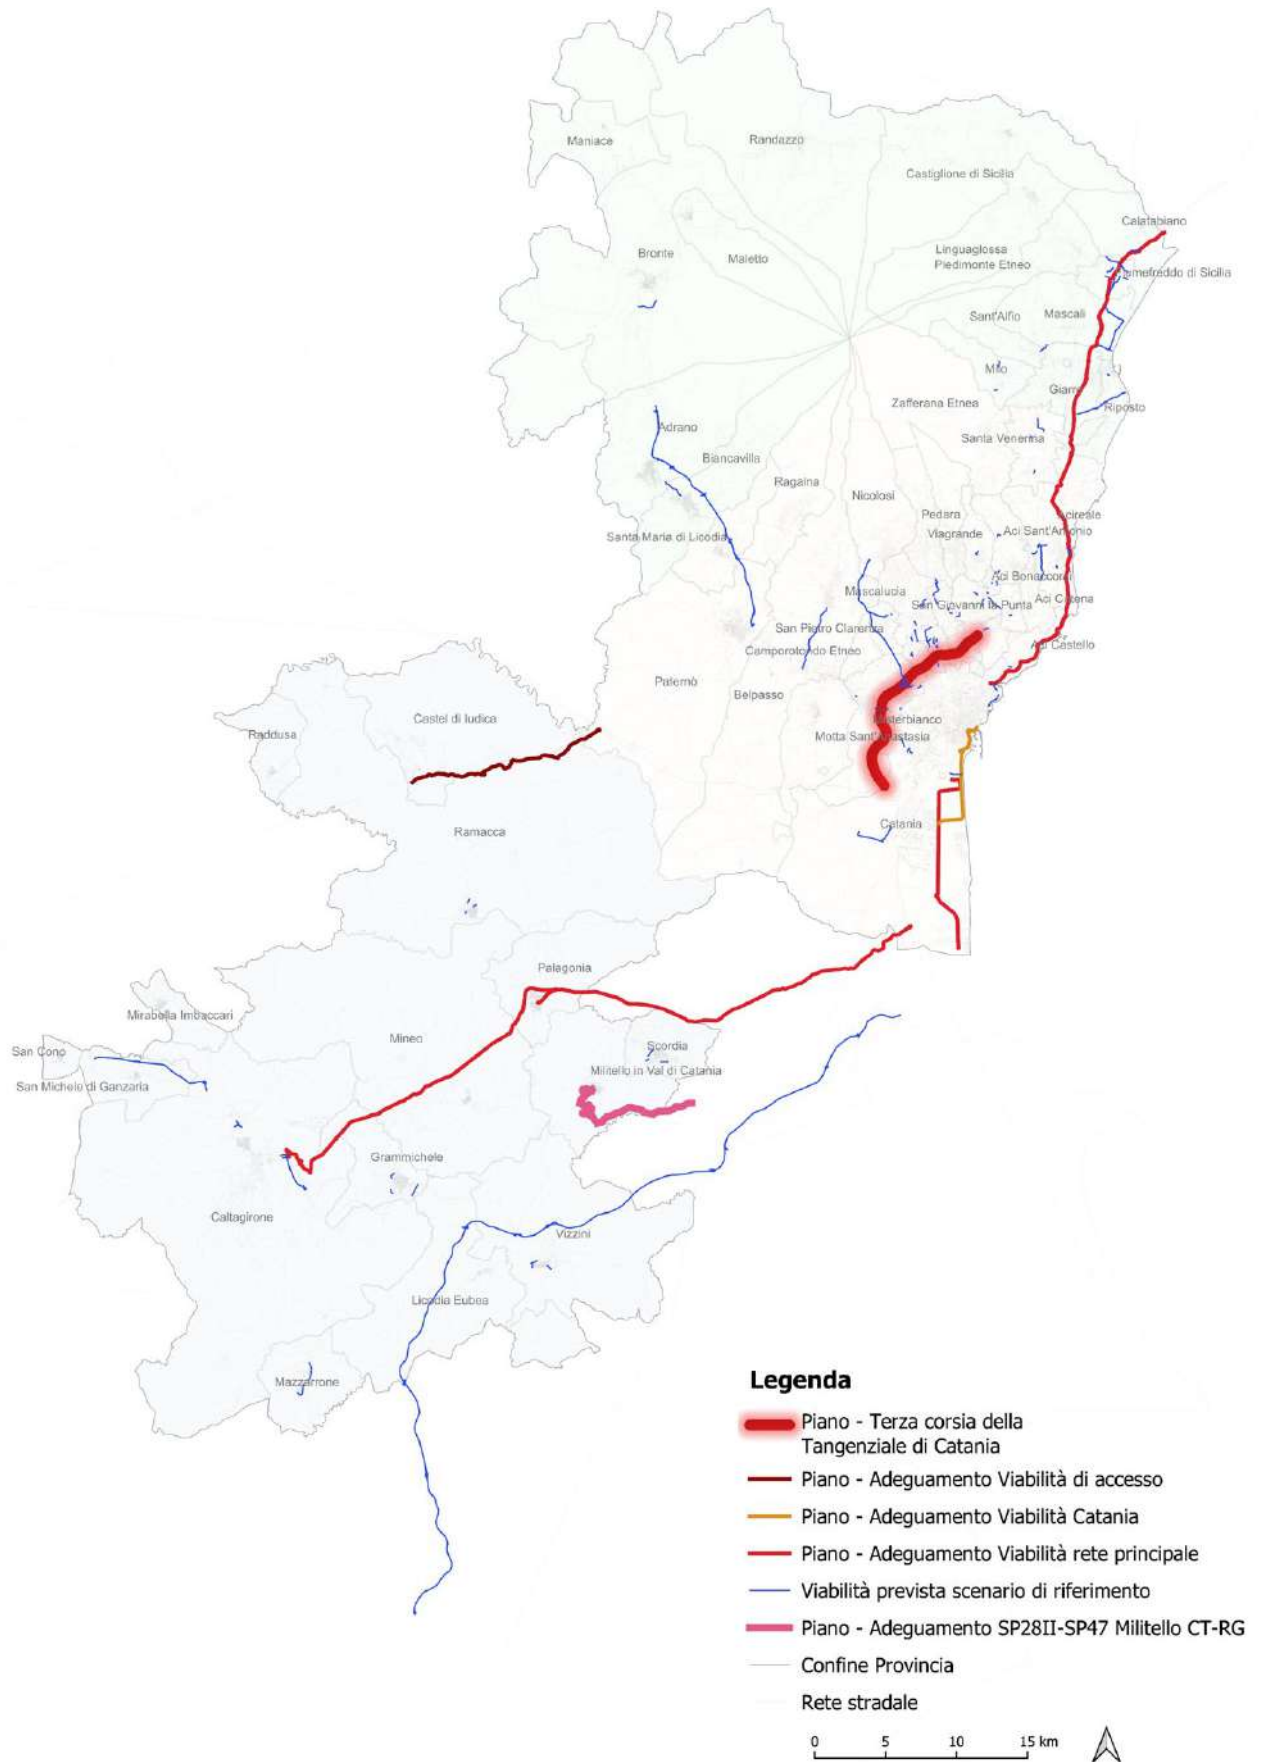 Maniace
Randazzo
Castiglione di Sicilia
Calatabiano
Bronte
Maletto
Linguaglossa
Piedimonte Etneo
Fiumefreddo di Sicilia
Sant'Alfio
Mascali
Milo
Giarre
Zafferana Etnea
Riposto
Adrano
Santa Venerina
Biancavilla
Ragalna
Nicolosi
Pedara
Acireale
Santa Maria di Licodia
Viagrande
Aci Sant'Antonio
Aci Bonaccorsi
Mascalucia
San Giovanni la Punta
Aci Catena
San Pietro Clarenza
Camporotondo Etneo
Aci Castello
Paternò
Belpasso
Castel di Iudica
Misterbianco
Raddusa
Motta Sant'Anastasia
Ramacca
Catania
Palagonia
Mirabella Imbaccari
Mineo
San Cono
Scordia
San Michele di Ganzaria
Militello in Val di Catania
Grammichele
Caltagirone
Vizzini
Licodia Eubea
Mazzarrone
Legenda
Piano - Terza corsia della
Tangenziale di Catania
Piano - Adeguamento Viabilità di accesso
Piano - Adeguamento Viabilità Catania
Piano - Adeguamento Viabilità rete principale
Viabilità prevista scenario di riferimento
Piano - Adeguamento SP28II-SP47 Militello CT-RG
Confine Provincia
Rete stradale
0 5 10 15 km